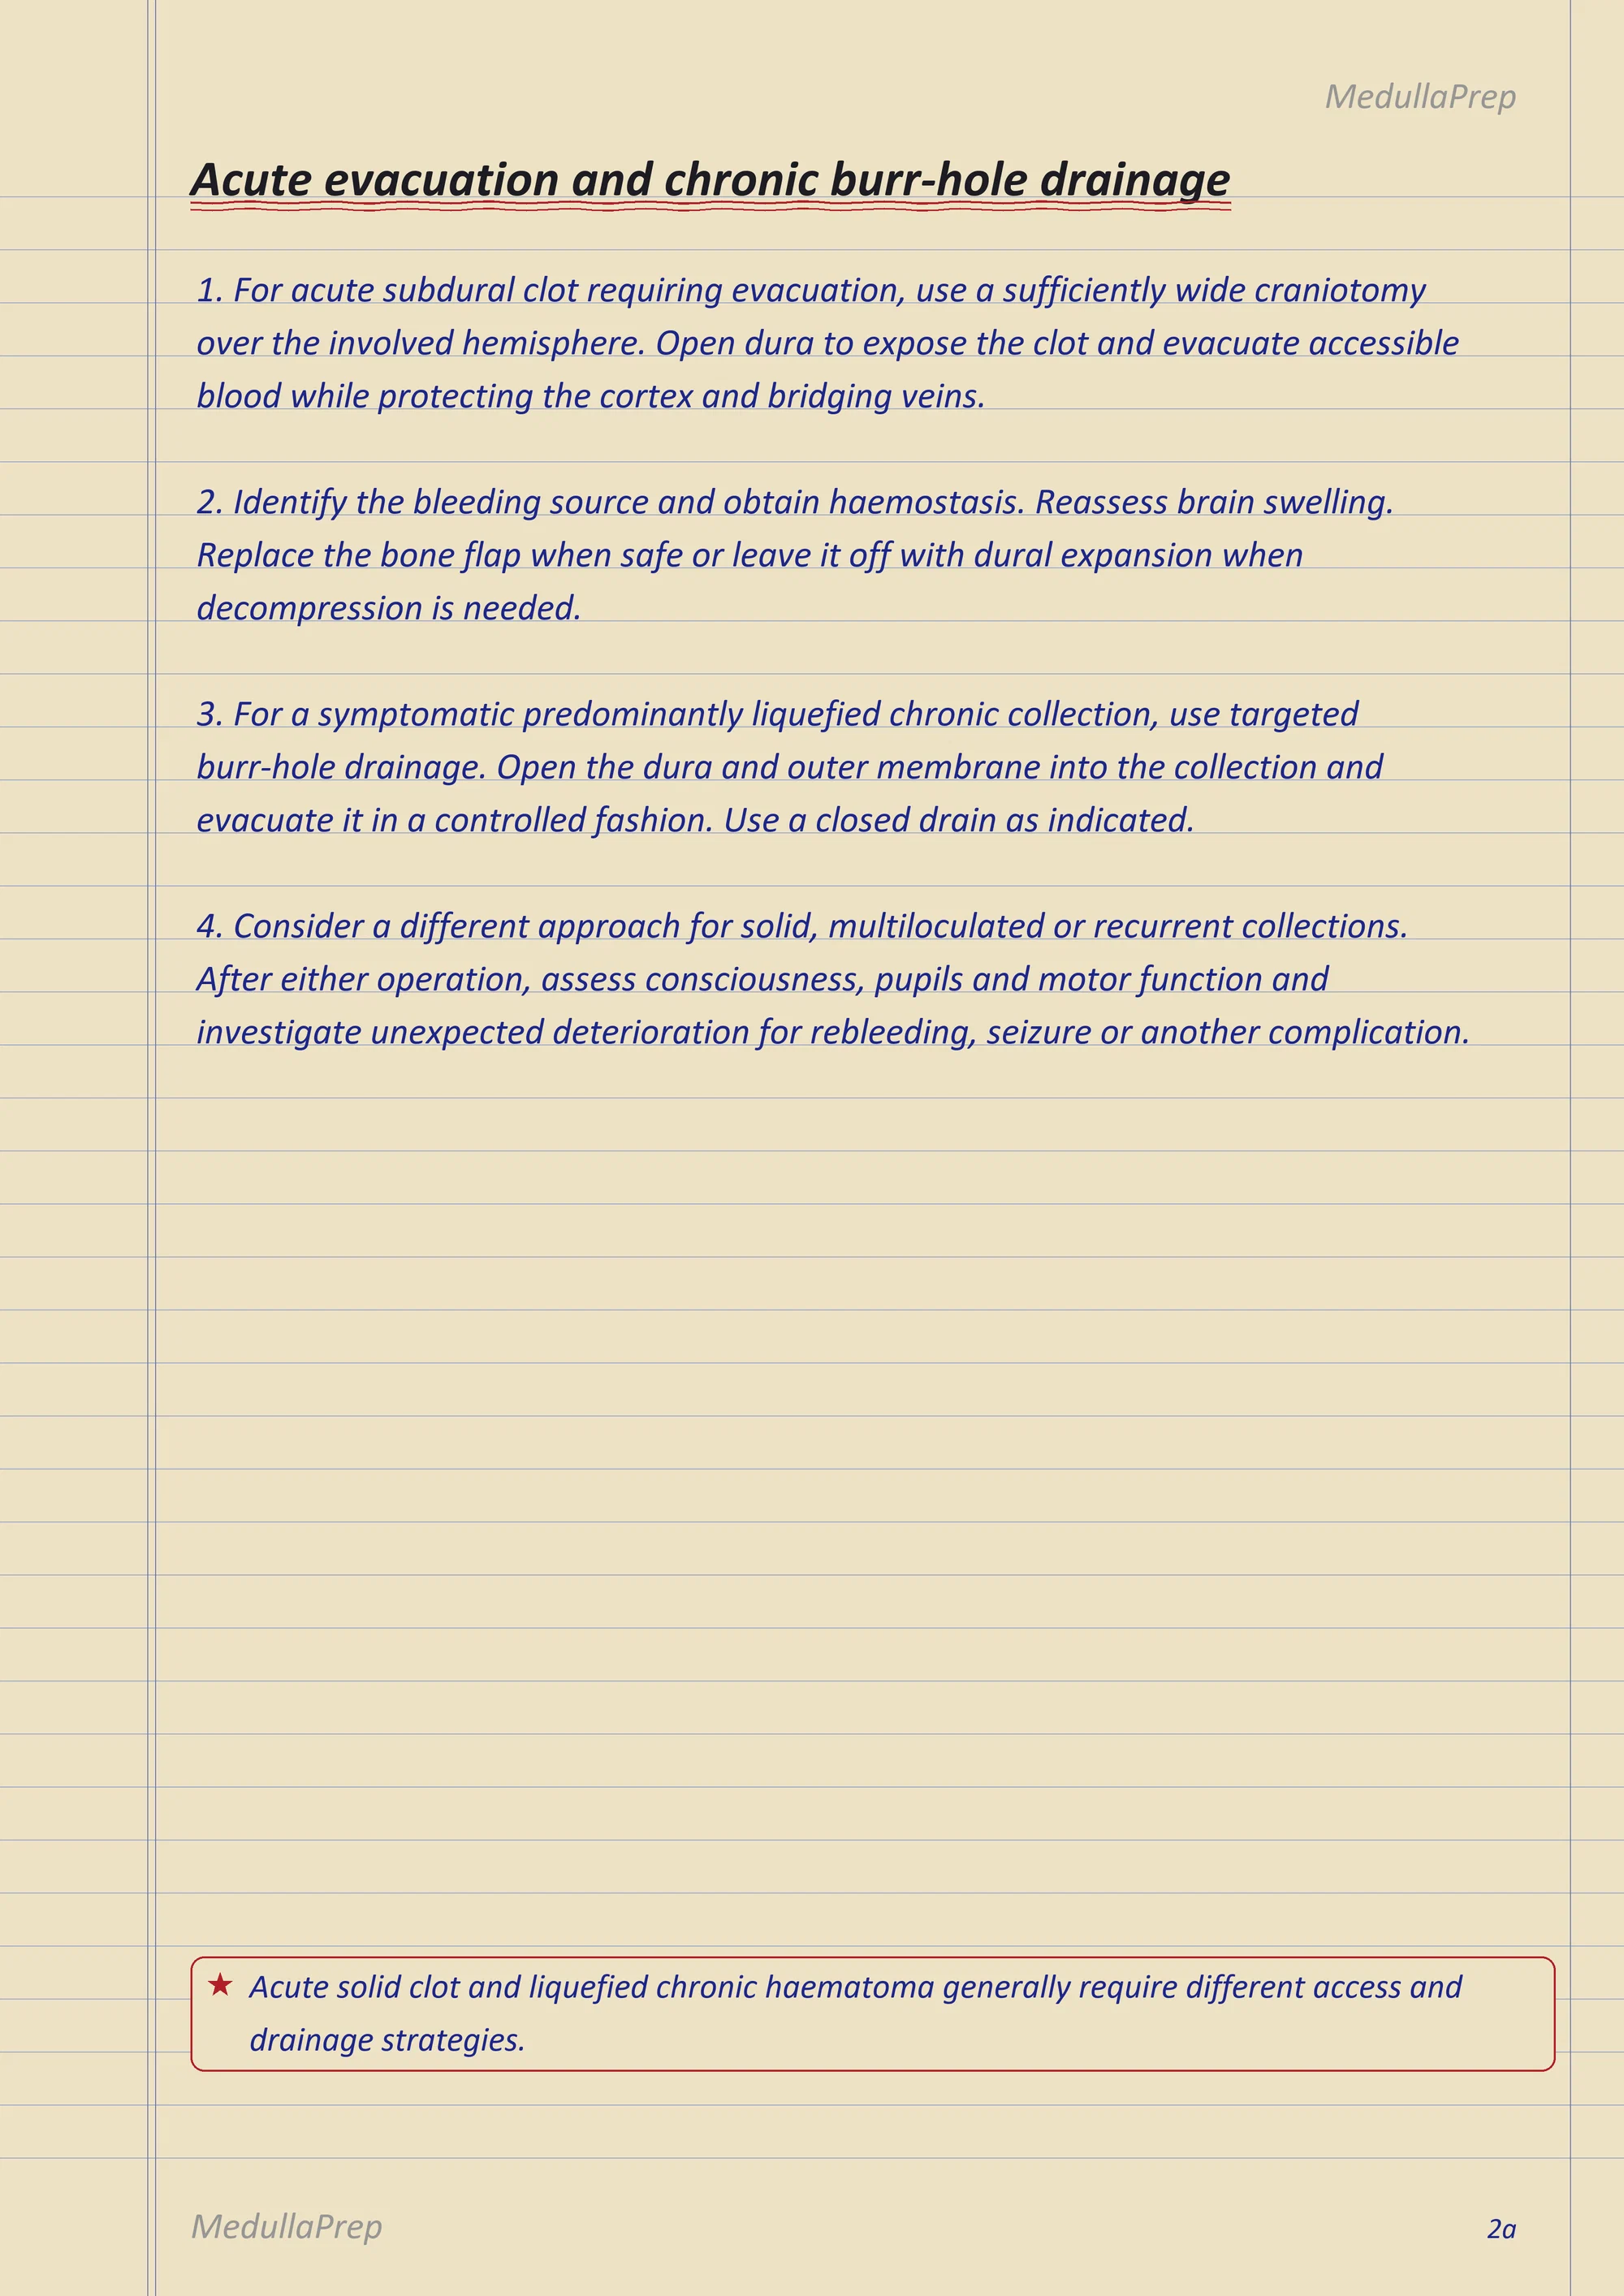 MedullaPrep
Acute evacuation and chronic burr-hole drainage
1. For acute subdural clot requiring evacuation, use a sufficiently wide craniotomy
over the involved hemisphere. Open dura to expose the clot and evacuate accessible
blood while protecting the cortex and bridging veins.
2. Identify the bleeding source and obtain haemostasis. Reassess brain swelling.
Replace the bone flap when safe or leave it off with dural expansion when
decompression is needed.
3. For a symptomatic predominantly liquefied chronic collection, use targeted
burr-hole drainage. Open the dura and outer membrane into the collection and
evacuate it in a controlled fashion. Use a closed drain as indicated.
4. Consider a different approach for solid, multiloculated or recurrent collections.
After either operation, assess consciousness, pupils and motor function and
investigate unexpected deterioration for rebleeding, seizure or another complication.
★ Acute solid clot and liquefied chronic haematoma generally require different access and
drainage strategies.
MedullaPrep
2a